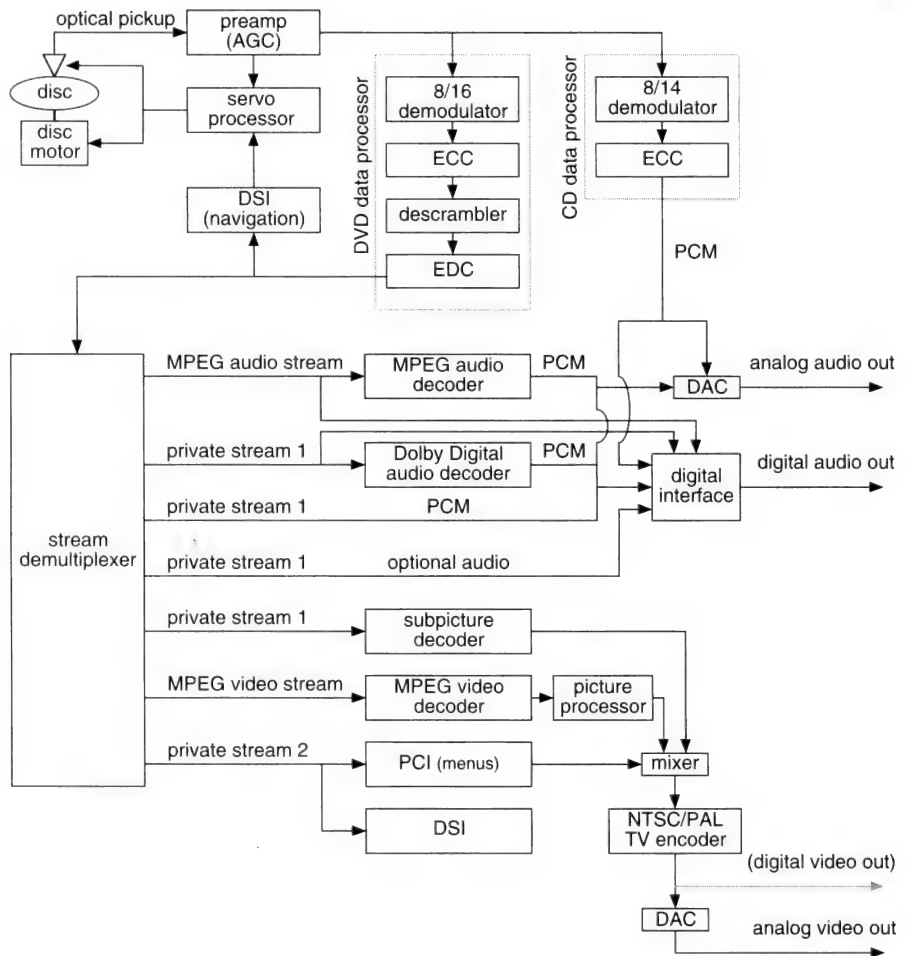 optical pickup
preamp
(AGC)
disc
disc
motor
servo
processor
DSI
(navigation)
DVD data processor
8/16
demodulator
ECC
descrambler
EDC
CD data processor
8/14
demodulator
ECC
PCM
stream
demultiplexer
MPEG audio stream
MPEG audio
decoder
PCM
DAC
analog audio out
private stream 1
Dolby Digital
audio decoder
PCM
digital
interface
digital audio out
private stream 1
PCM
private stream 1
optional audio
private stream 1
subpicture
decoder
MPEG video stream
MPEG video
decoder
picture
processor
private stream 2
PCI (menus)
mixer
DSI
NTSC/PAL
TV encoder
(digital video out)
DAC
analog video out